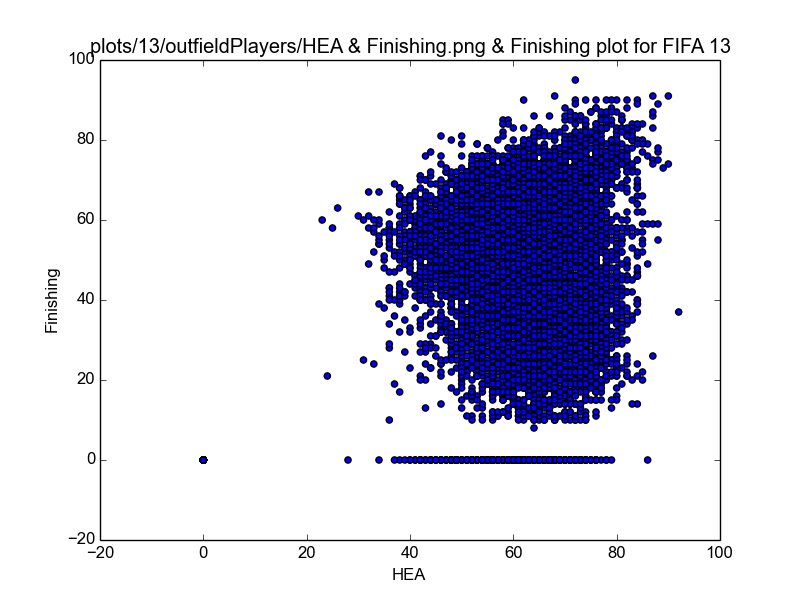 plots/13/outfieldPlayers/HEA & Finishing.png & Finishing plot for FIFA 13
100
80
60
40
20
0
−20
Finishing
−20 0 20 40 60 80 100
HEA